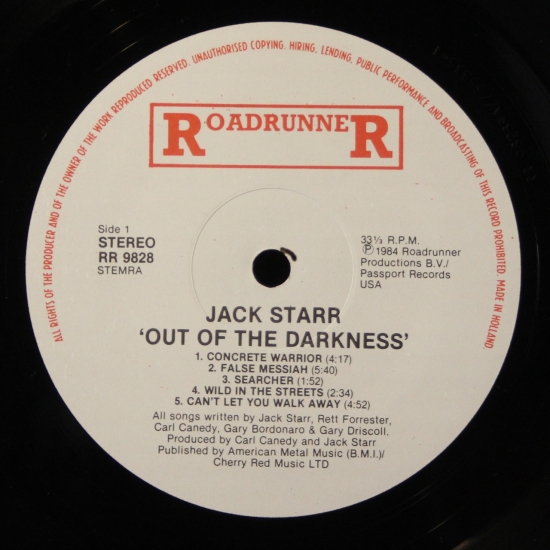 ALL RIGHTS OF THE PRODUCER AND OF THE OWNER OF THE WORK REPRODUCED RESERVED. UNAUTHORISED COPYING, HIRING, LENDING, PUBLIC PERFORMANCE AND BROADCASTING OF THIS RECORD PROHIBITED. MADE IN HOLLAND.
ROADRUNNER
Side 1
STEREO
RR 9828
STEMRA
33⅓ R.P.M.
℗1984 Roadrunner
Productions B.V./
Passport Records
USA
JACK STARR
'OUT OF THE DARKNESS'
1. CONCRETE WARRIOR (4:17)
2. FALSE MESSIAH (5:40)
3. SEARCHER (1:52)
4. WILD IN THE STREETS (2:34)
5. CAN'T LET YOU WALK AWAY (4:52)
All songs written by Jack Starr, Rett Forrester,
Carl Canedy, Gary Bordonaro & Gary Driscoll.
Produced by Carl Canedy and Jack Starr
Published by American Metal Music (B.M.I.)/
Cherry Red Music LTD